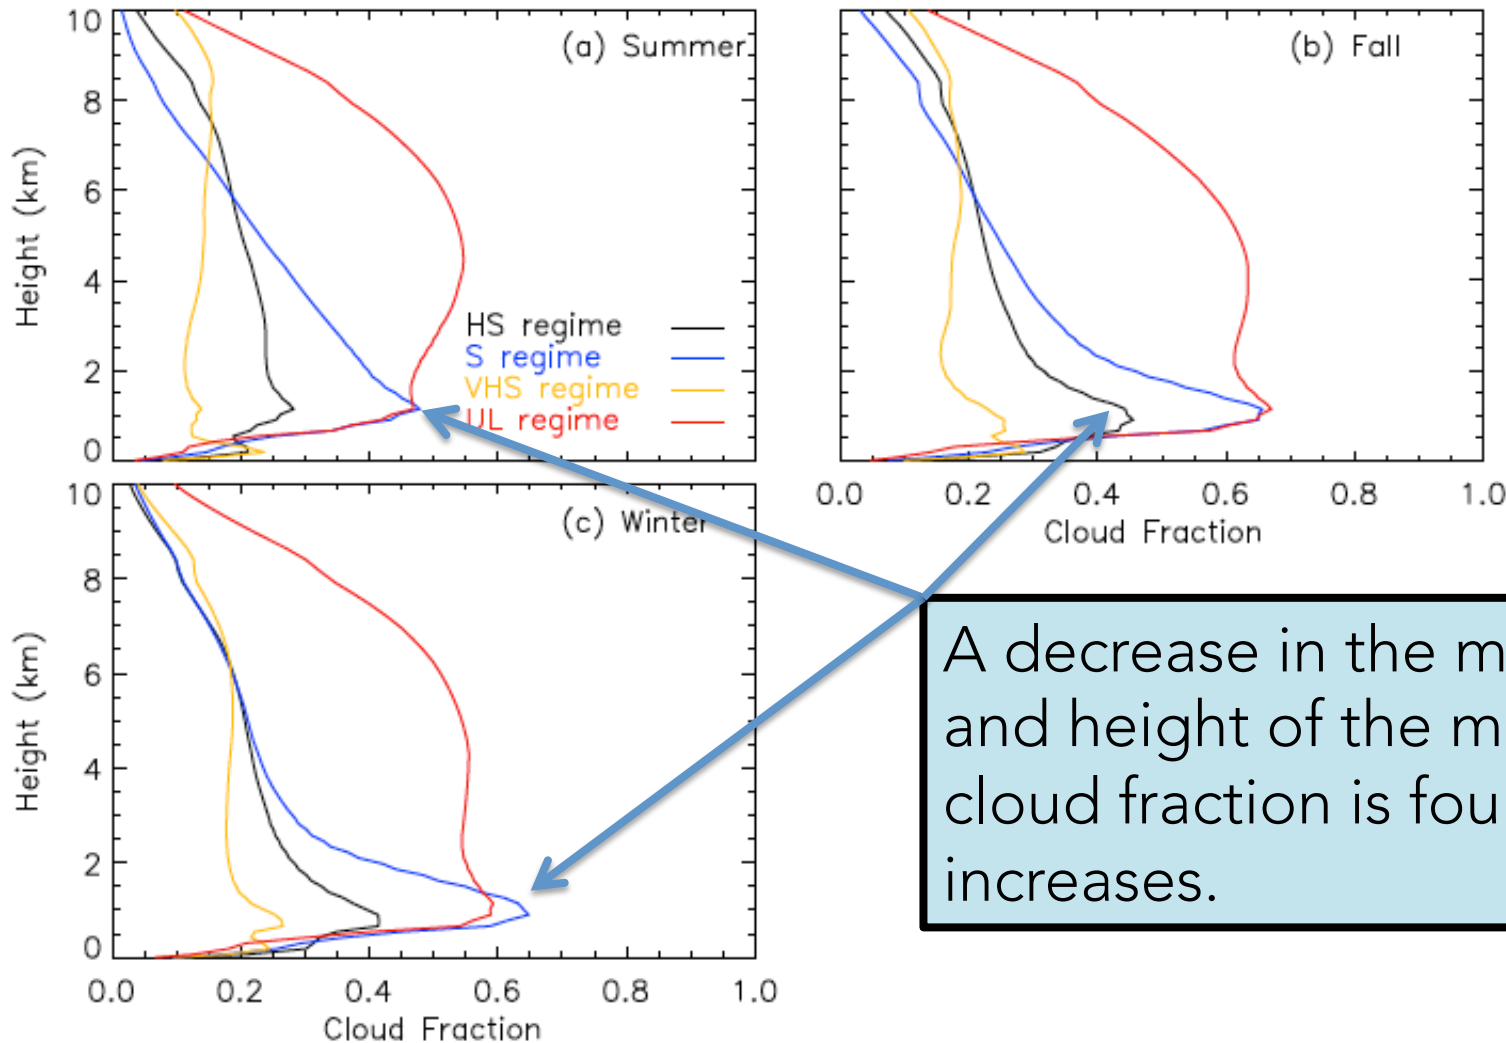 (a) Summer
10
8
6
4
2
0
Height (km)
HS regime
S regime
VHS regime
UL regime
(b) Fall
0.0 0.2 0.4 0.6 0.8 1.0
Cloud Fraction
(c) Winter
10
8
6
4
2
0
Height (km)
0.0 0.2 0.4 0.6 0.8 1.0
Cloud Fraction
A decrease in the m
and height of the m
cloud fraction is fou
increases.